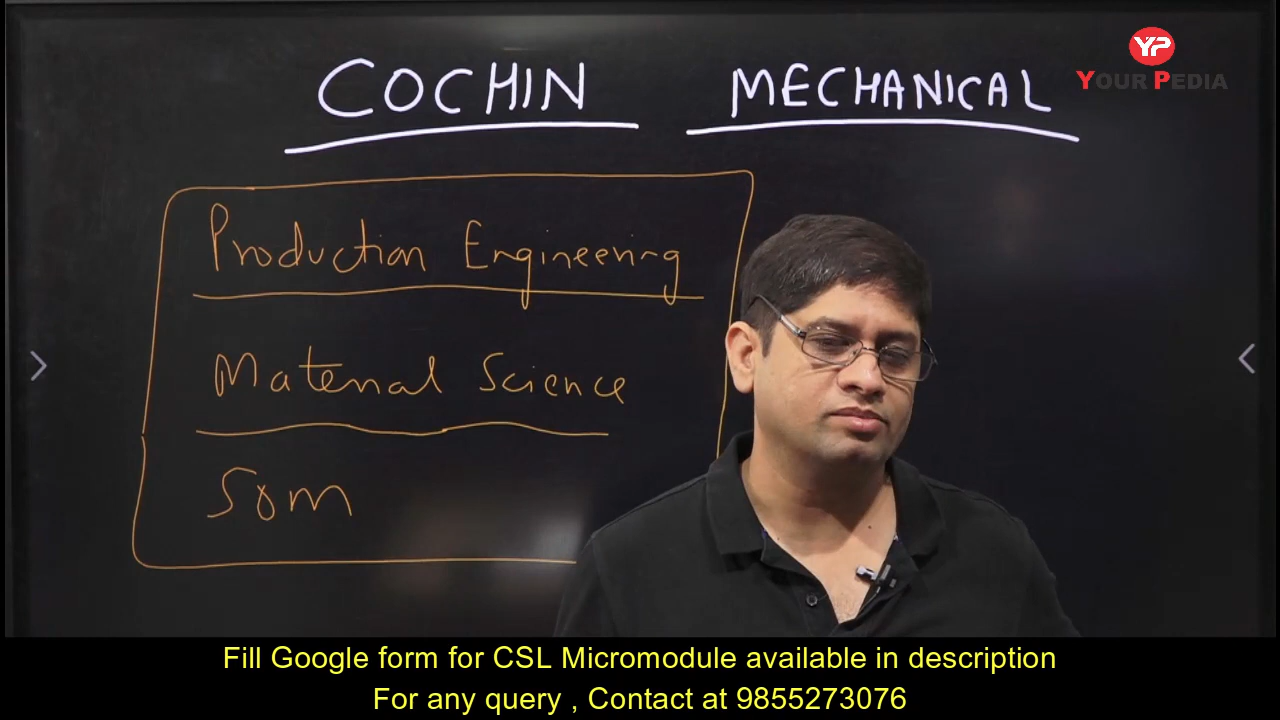 YP
YOUR PEDIA
COCHIN MECHANICAL
Production Engineering
Material Science
SOM
Fill Google form for CSL Micromodule available in description
For any query , Contact at 9855273076